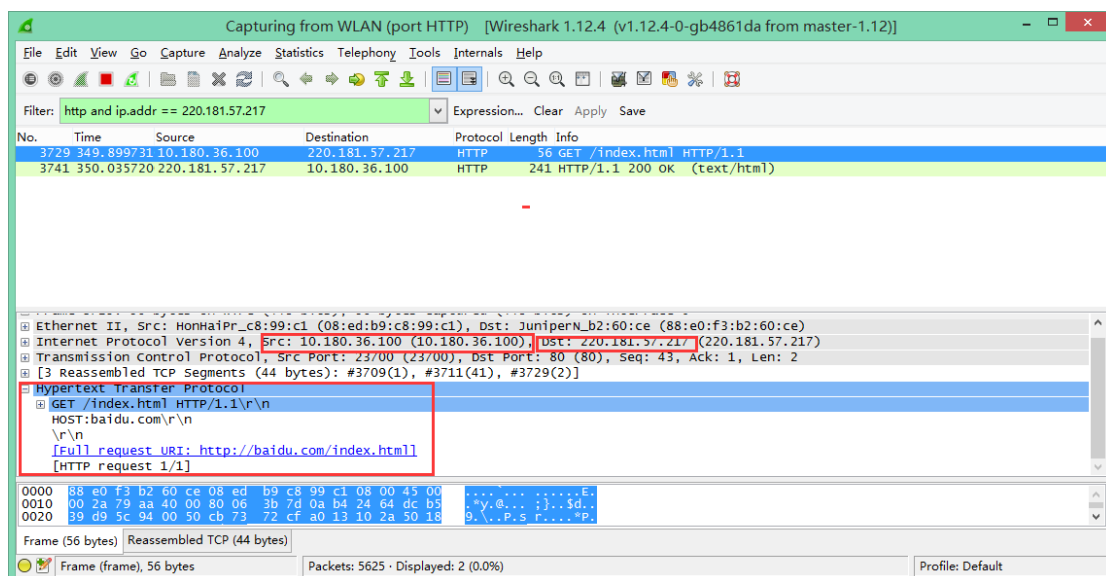 Capturing from WLAN (port HTTP) [Wireshark 1.12.4 (v1.12.4-0-gb4861da from master-1.12)]
File Edit View Go Capture Analyze Statistics Telephony Tools Internals Help
Filter: http and ip.addr == 220.181.57.217 Expression... Clear Apply Save
No. Time Source Destination Protocol Length Info
3729 349.899731 10.180.36.100 220.181.57.217 HTTP 56 GET /index.html HTTP/1.1
3741 350.035720 220.181.57.217 10.180.36.100 HTTP 241 HTTP/1.1 200 OK (text/html)
Ethernet II, Src: HonHaiPr_c8:99:c1 (08:ed:b9:c8:99:c1), Dst: JuniperN_b2:60:ce (88:e0:f3:b2:60:ce)
Internet Protocol Version 4, Src: 10.180.36.100 (10.180.36.100), Dst: 220.181.57.217 (220.181.57.217)
Transmission Control Protocol, Src Port: 23700 (23700), Dst Port: 80 (80), Seq: 43, Ack: 1, Len: 2
[3 Reassembled TCP Segments (44 bytes): #3709(1), #3711(41), #3729(2)]
Hypertext Transfer Protocol
GET /index.html HTTP/1.1\r\n
HOST:baidu.com\r\n
\r\n
[Full request URI: http://baidu.com/index.html]
[HTTP request 1/1]
0000 88 e0 f3 b2 60 ce 08 ed b9 c8 99 c1 08 00 45 00 ....`... ......E.
0010 00 2a 79 aa 40 00 80 06 3b 7d 0a b4 24 64 dc b5 .*y.@... ;}..$d..
0020 39 d9 5c 94 00 50 cb 73 72 cf a0 13 10 2a 50 18 9.\..P.s r....*P.
Frame (56 bytes) Reassembled TCP (44 bytes)
Frame (frame), 56 bytes Packets: 5625 · Displayed: 2 (0.0%) Profile: Default